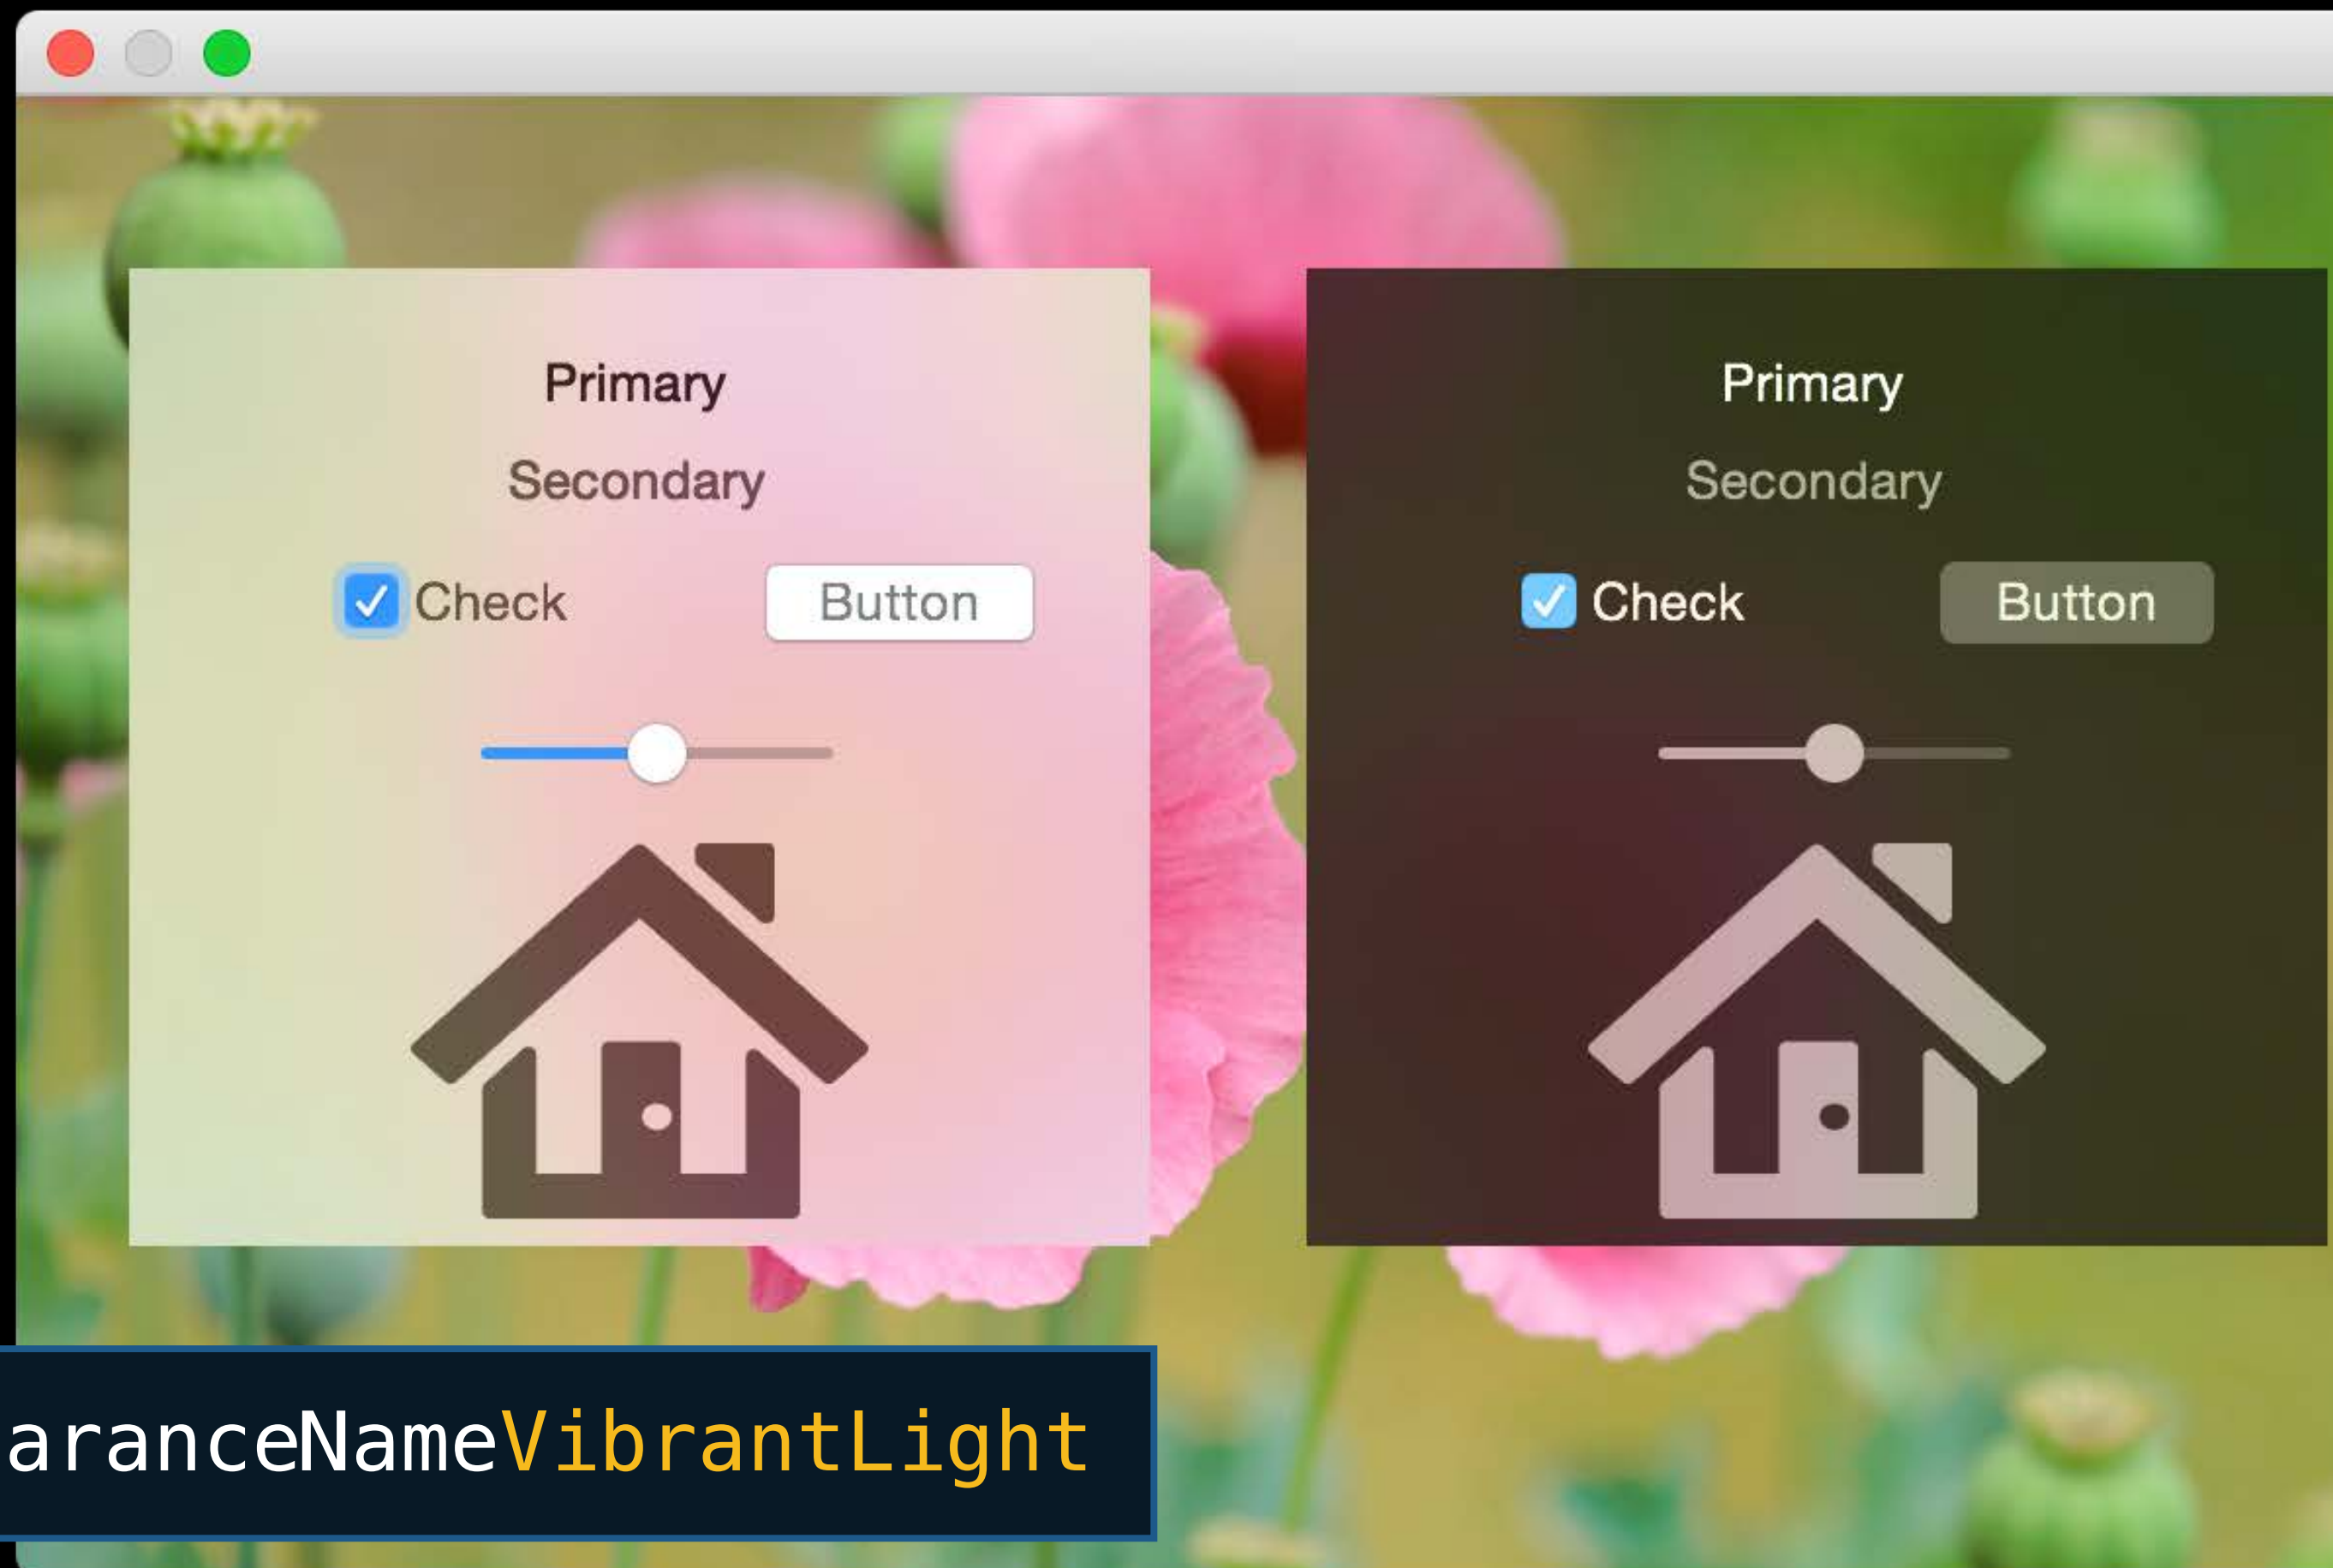 Primary
Secondary
Check
Button
Primary
Secondary
Check
Button
aranceNameVibrantLight